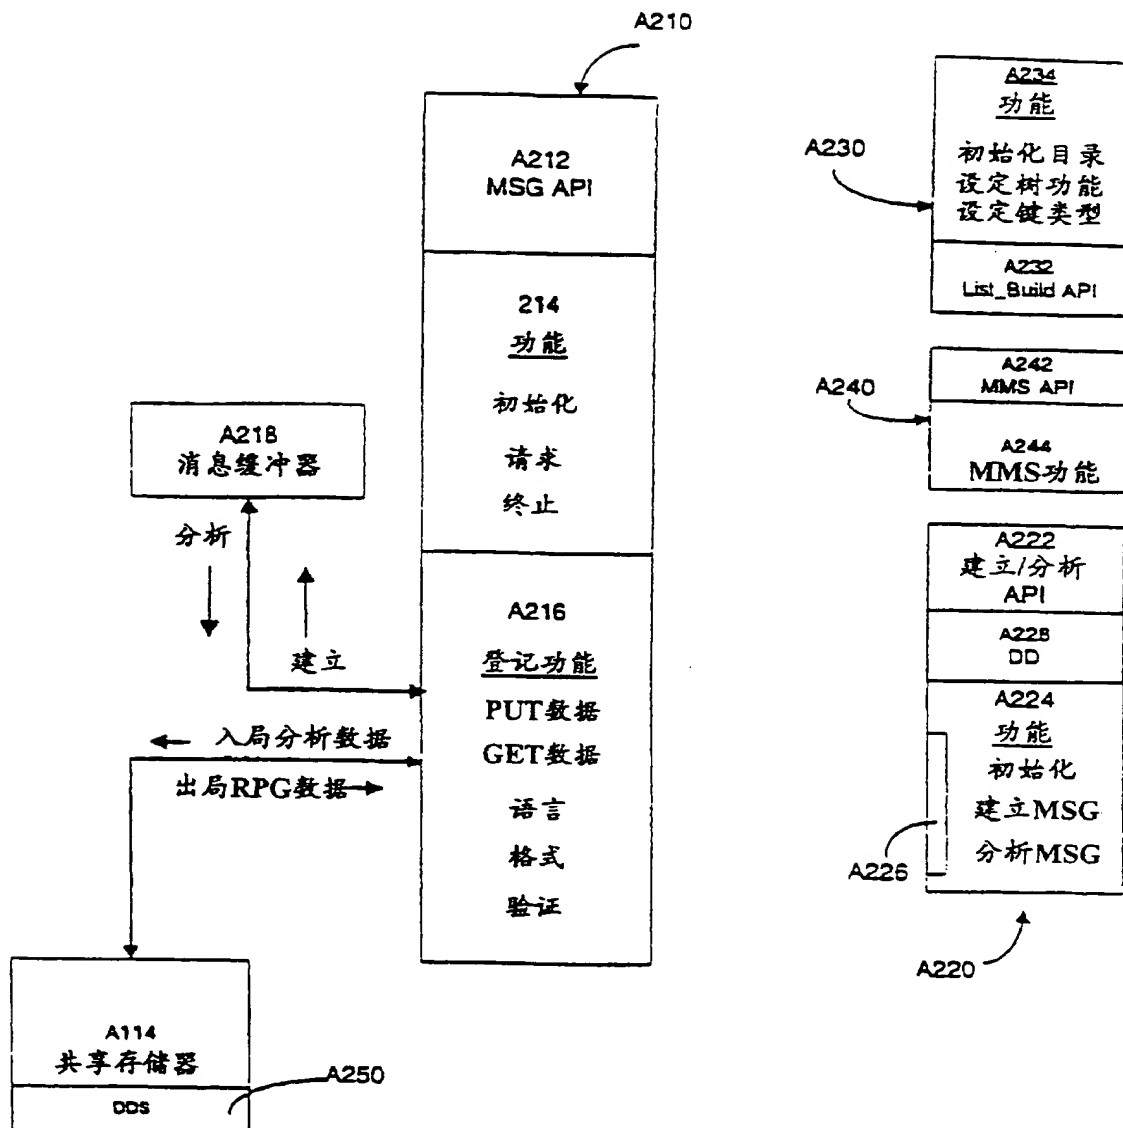 A210
A212
MSG API
214
功能
初始化
请求
终止
A216
登记功能
PUT数据
GET数据
语言
格式
验证
A218
消息缓冲器
分析
建立
入局分析数据
出局RPG数据
A114
共享存储器
DDS
A250
A230
A234
功能
初始化目录
设定树功能
设定键类型
A232
List_Build API
A240
A242
MMS API
A244
MMS功能
A222
建立/分析
API
A228
DD
A224
功能
初始化
建立MSG
分析MSG
A226
A220